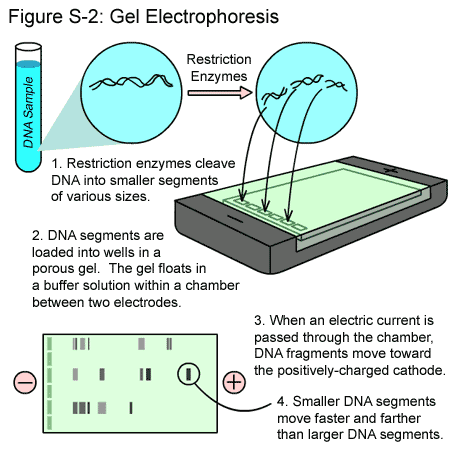 Figure S-2: Gel Electrophoresis
DNA Sample
Restriction
Enzymes
1. Restriction enzymes cleave
DNA into smaller segments
of various sizes.
+
−
2. DNA segments are
loaded into wells in a
porous gel. The gel floats in
a buffer solution within a chamber
between two electrodes.
3. When an electric current is
passed through the chamber,
DNA fragments move toward
the positively-charged cathode.
−
+
4. Smaller DNA segments
move faster and farther
than larger DNA segments.